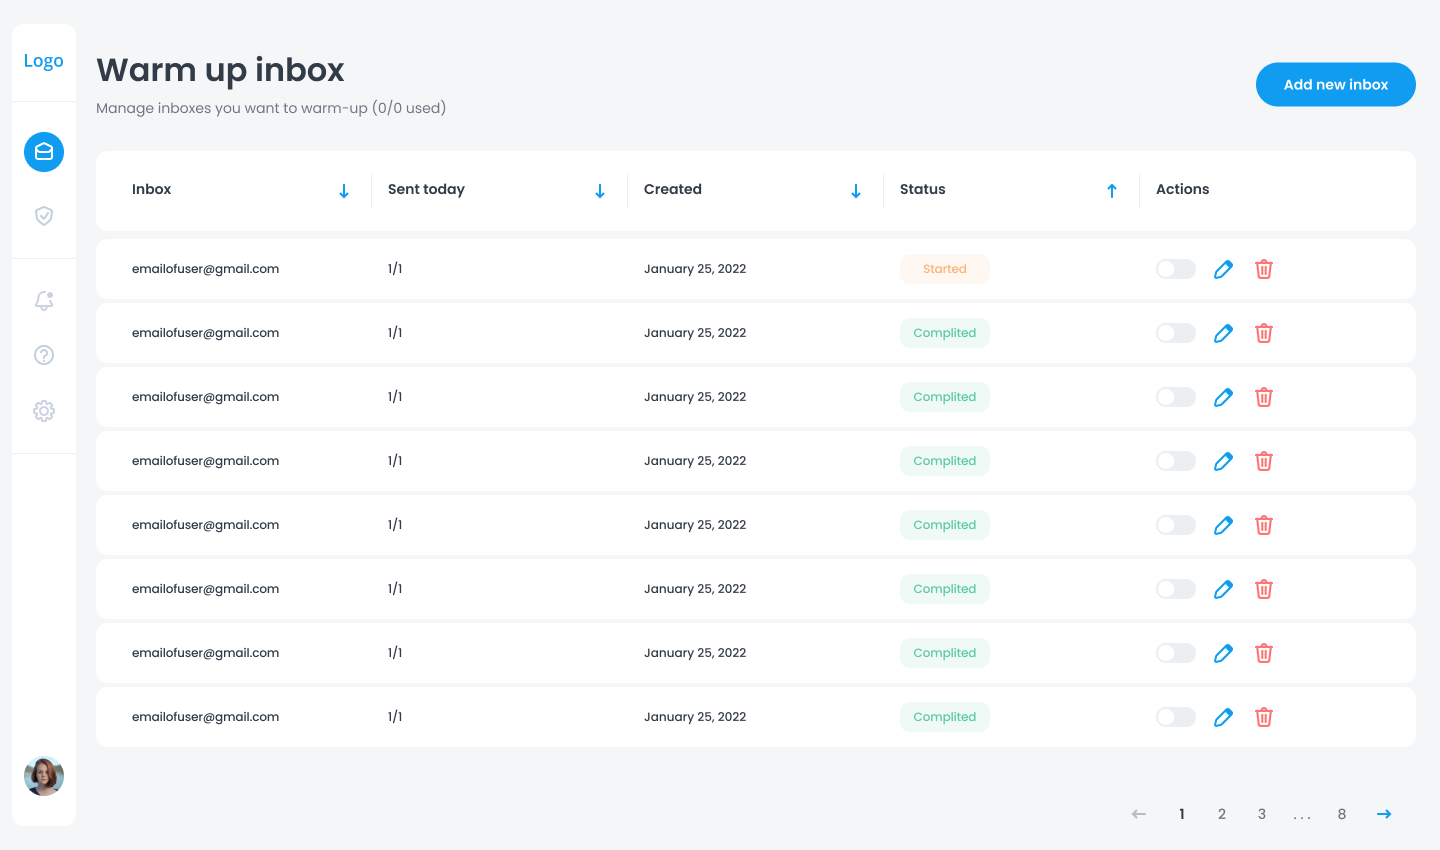 Logo
Warm up inbox
Manage inboxes you want to warm-up (0/0 used)
Add new inbox
Inbox Sent today Created Status Actions
emailofuser@gmail.com 1/1 January 25, 2022 Started
emailofuser@gmail.com 1/1 January 25, 2022 Complited
emailofuser@gmail.com 1/1 January 25, 2022 Complited
emailofuser@gmail.com 1/1 January 25, 2022 Complited
emailofuser@gmail.com 1/1 January 25, 2022 Complited
emailofuser@gmail.com 1/1 January 25, 2022 Complited
emailofuser@gmail.com 1/1 January 25, 2022 Complited
emailofuser@gmail.com 1/1 January 25, 2022 Complited
1 2 3 ... 8